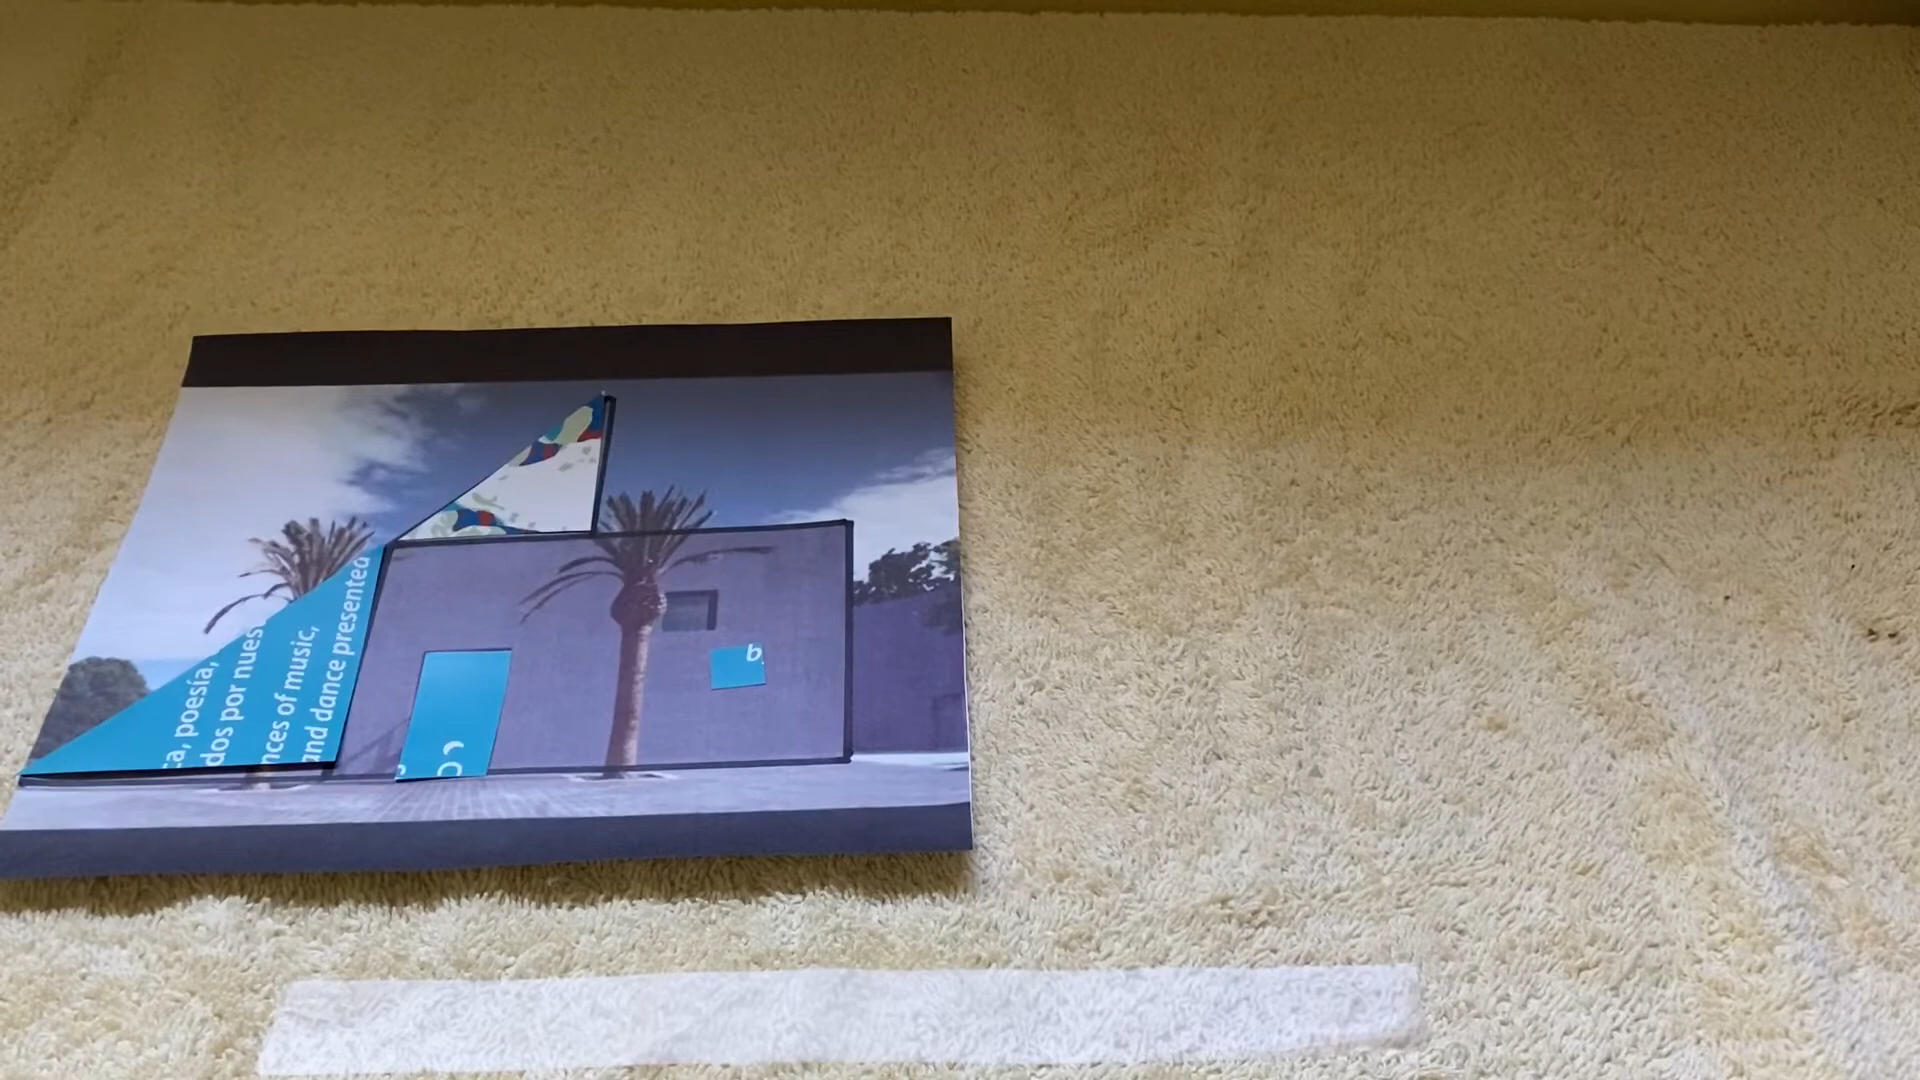 ca, poesía,
dos por nues
nces of music,
and dance presented